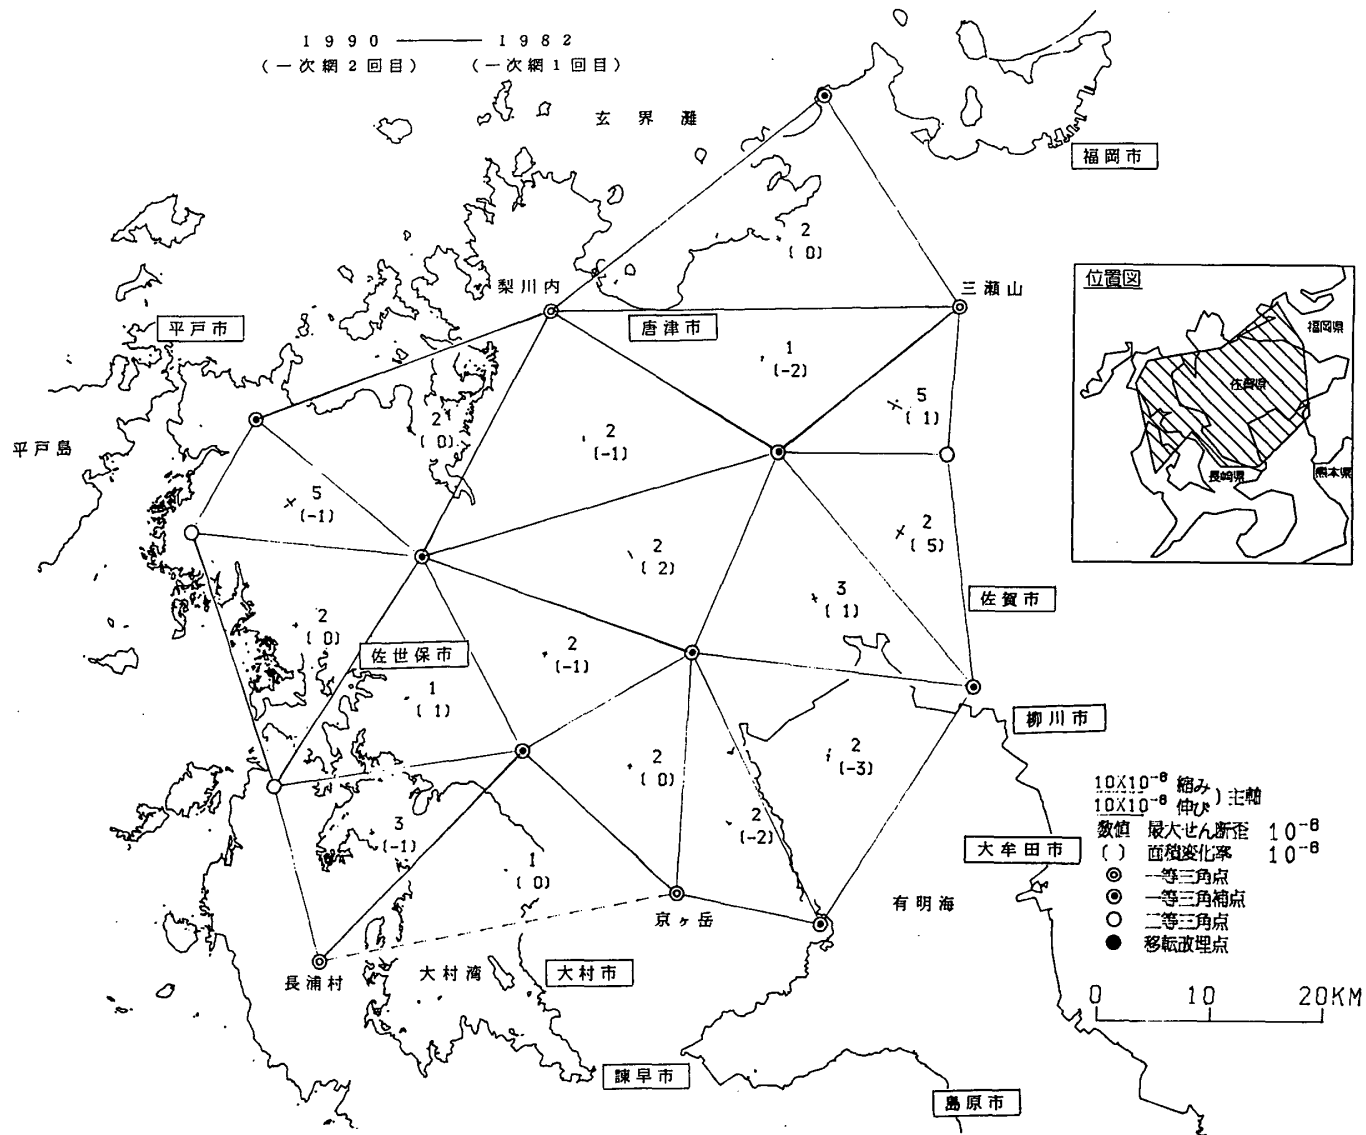 1990 ——— 1982
(一次網2回目) (一次網1回目)
玄界灘
福岡市
2
( 0)
梨川内
三瀬山
平戸市
唐津市
1
(-2)
5
( 1)
平戸島
2
( 0)
2
(-1)
5
(-1)
2
( 5)
2
( 2)
3
( 1)
佐賀市
2
( 0)
佐世保市
2
(-1)
1
( 1)
柳川市
2
( 0)
2
(-3)
3
(-1)
2
(-2)
大牟田市
1
( 0)
京ヶ岳
有明海
長浦村
大村湾
大村市
諫早市
島原市
位置図
福岡県
佐賀県
長崎県
熊本県
10X10⁻⁶ 縮み
10X10⁻⁶ 伸び ) 主軸
数値 最大せん断歪 10⁻⁶
( ) 面積変化率 10⁻⁶
◎ 一等三角点
一等三角補点
○ 二等三角点
● 移転改埋点
0 10 20KM